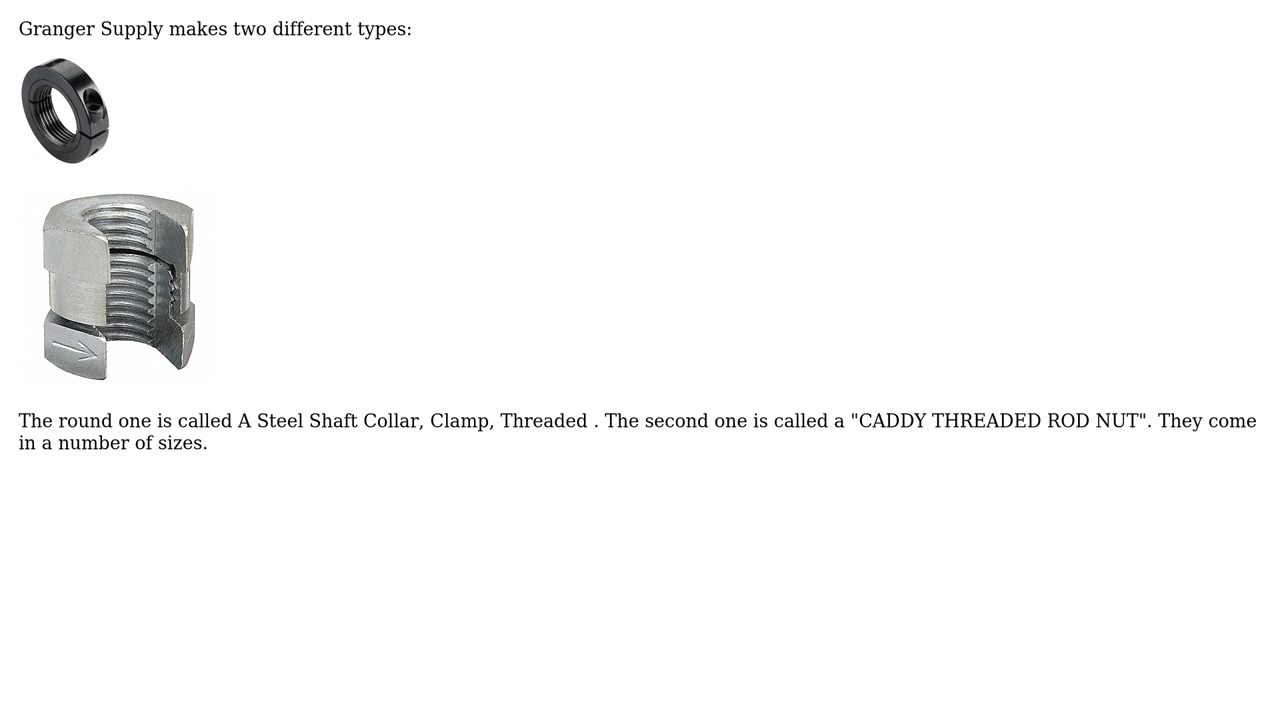 Granger Supply makes two different types:
The round one is called A Steel Shaft Collar, Clamp, Threaded . The second one is called a "CADDY THREADED ROD NUT". They come
in a number of sizes.